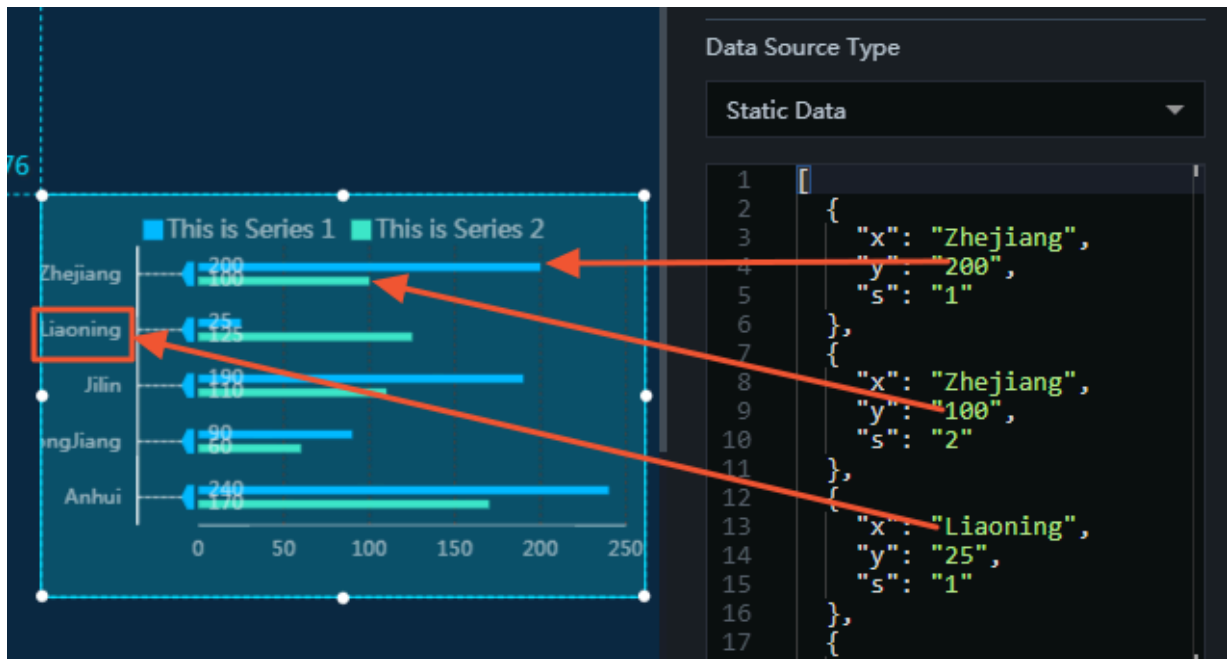 Data Source Type
Static Data
76
This is Series 1 This is Series 2
Zhejiang
200
100
Liaoning
25
125
Jilin
190
110
ongJiang
90
60
Anhui
240
170
0 50 100 150 200 250
1 [
2 {
3 "x": "Zhejiang",
4 "y": "200",
5 "s": "1"
6 },
7 {
8 "x": "Zhejiang",
9 "y": "100",
10 "s": "2"
11 },
12 {
13 "x": "Liaoning",
14 "y": "25",
15 "s": "1"
16 },
17 {